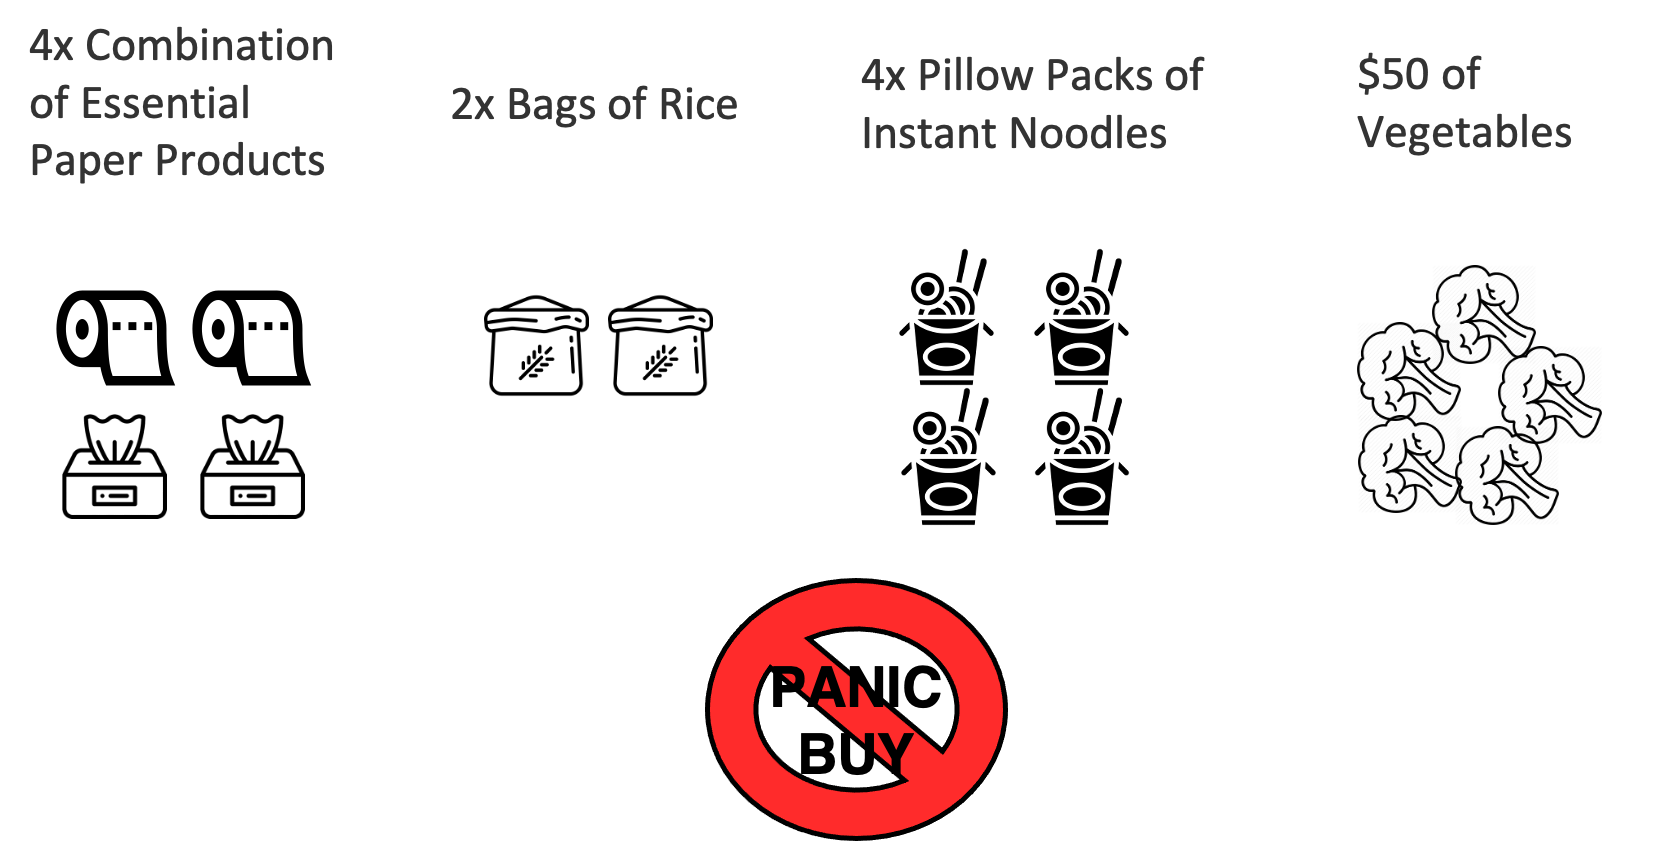 4x Combination
of Essential
Paper Products
2x Bags of Rice
4x Pillow Packs of
Instant Noodles
$50 of
Vegetables
PANIC
BUY